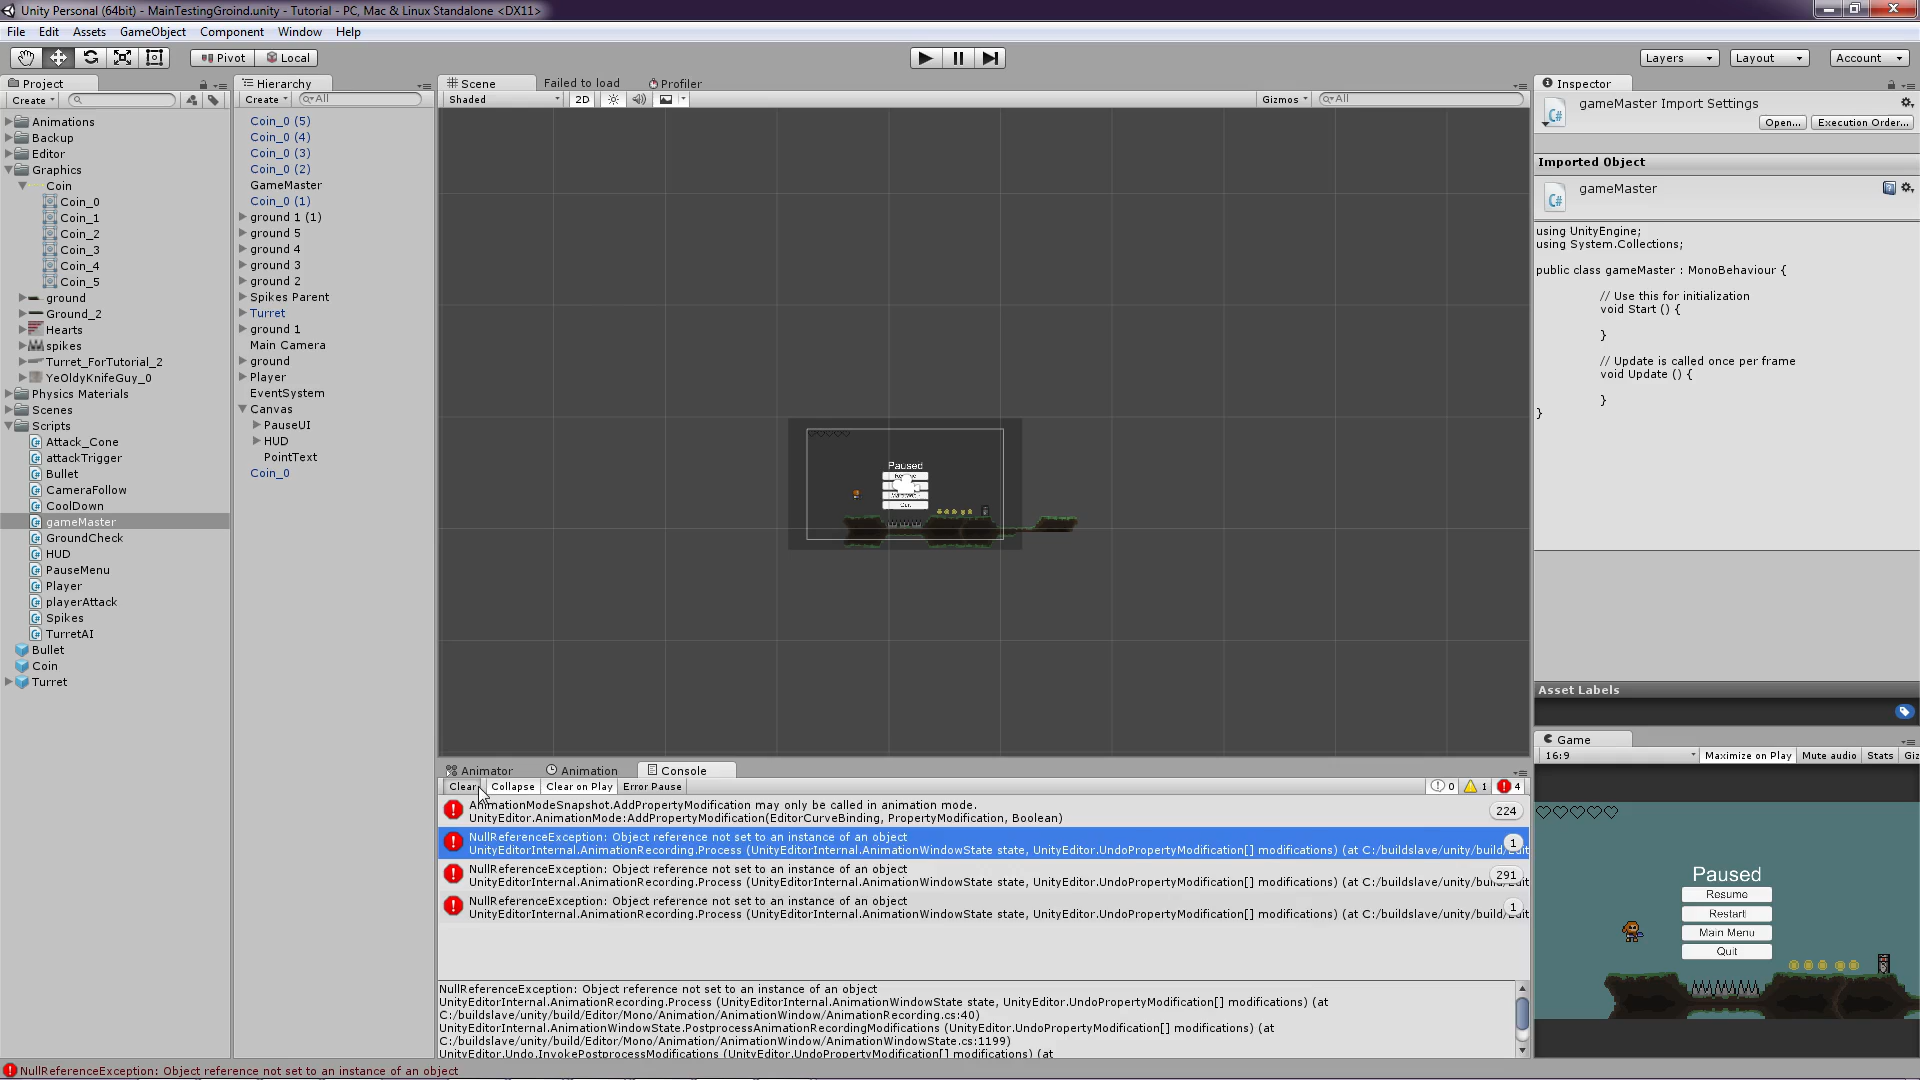 Unity Personal (64bit) - MainTestingGroind.unity - Tutorial - PC, Mac & Linux Standalone <DX11>
File Edit Assets GameObject Component Window Help
Pivot Local Layers Layout Account
Project
Create
Animations
Backup
Editor
Graphics
Coin
Coin_0
Coin_1
Coin_2
Coin_3
Coin_4
Coin_5
ground
Ground_2
Hearts
spikes
Turret_ForTutorial_2
YeOldyKnifeGuy_0
Physics Materials
Scenes
Scripts
Attack_Cone
attackTrigger
Bullet
CameraFollow
CoolDown
gameMaster
GroundCheck
HUD
PauseMenu
Player
playerAttack
Spikes
TurretAI
Bullet
Coin
Turret
Hierarchy
Create All
Coin_0 (5)
Coin_0 (4)
Coin_0 (3)
Coin_0 (2)
GameMaster
Coin_0 (1)
ground 1 (1)
ground 5
ground 4
ground 3
ground 2
Spikes Parent
Turret
ground 1
Main Camera
ground
Player
EventSystem
Canvas
PauseUI
HUD
PointText
Coin_0
Scene Failed to load Profiler
Shaded 2D Gizmos All
Paused
Animator Animation Console
Clear Collapse Clear on Play Error Pause 0 1 4
AnimationModeSnapshot.AddPropertyModification may only be called in animation mode.
UnityEditor.AnimationMode:AddPropertyModification(EditorCurveBinding, PropertyModification, Boolean)
224
NullReferenceException: Object reference not set to an instance of an object
UnityEditorInternal.AnimationRecording.Process (UnityEditorInternal.AnimationWindowState state, UnityEditor.UndoPropertyModification[] modifications) (at C:/buildslave/unity/build/Edit
1
NullReferenceException: Object reference not set to an instance of an object
UnityEditorInternal.AnimationRecording.Process (UnityEditorInternal.AnimationWindowState state, UnityEditor.UndoPropertyModification[] modifications) (at C:/buildslave/unity/build/Edit
291
NullReferenceException: Object reference not set to an instance of an object
UnityEditorInternal.AnimationRecording.Process (UnityEditorInternal.AnimationWindowState state, UnityEditor.UndoPropertyModification[] modifications) (at C:/buildslave/unity/build/Edit
1
NullReferenceException: Object reference not set to an instance of an object
UnityEditorInternal.AnimationRecording.Process (UnityEditorInternal.AnimationWindowState state, UnityEditor.UndoPropertyModification[] modifications) (at
C:/buildslave/unity/build/Editor/Mono/Animation/AnimationWindow/AnimationRecording.cs:40)
UnityEditorInternal.AnimationWindowState.PostprocessAnimationRecordingModifications (UnityEditor.UndoPropertyModification[] modifications) (at
C:/buildslave/unity/build/Editor/Mono/Animation/AnimationWindow/AnimationWindowState.cs:1199)
UnityEditor.Undo.InvokePostprocessModifications (UnityEditor.UndoPropertyModification[] modifications) (at
Inspector
gameMaster Import Settings
Open... Execution Order...
Imported Object
gameMaster
using UnityEngine;
using System.Collections;
public class gameMaster : MonoBehaviour {
// Use this for initialization
void Start () {
}
// Update is called once per frame
void Update () {
}
}
Asset Labels
Game
16:9 Maximize on Play Mute audio Stats Giz
Paused
Resume
Restart
Main Menu
Quit
NullReferenceException: Object reference not set to an instance of an object